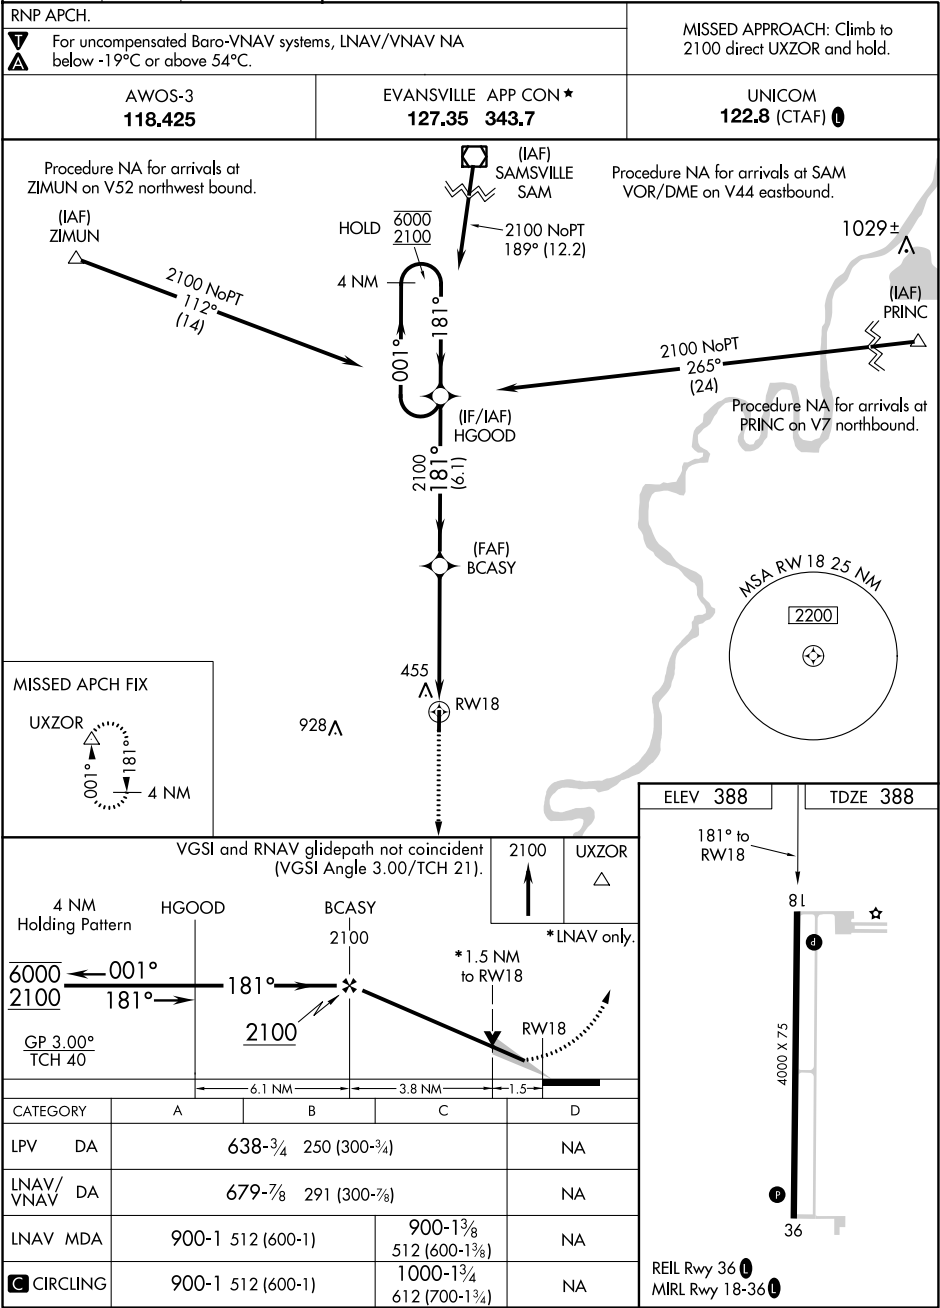 RNP APCH.
T
A
For uncompensated Baro-VNAV systems, LNAV/VNAV NA
below -19°C or above 54°C.
MISSED APPROACH: Climb to
2100 direct UXZOR and hold.
AWOS-3
118.425
EVANSVILLE APP CON ★
127.35 343.7
UNICOM
122.8 (CTAF) L
Procedure NA for arrivals at
ZIMUN on V52 northwest bound.
(IAF)
SAMSVILLE
SAM
Procedure NA for arrivals at SAM
VOR/DME on V44 eastbound.
(IAF)
ZIMUN
HOLD
6000
2100
2100 NoPT
189° (12.2)
1029±
4 NM
2100 NoPT
112°
(14)
001°
181°
(IAF)
PRINC
2100 NoPT
265°
(24)
(IF/IAF)
HGOOD
Procedure NA for arrivals at
PRINC on V7 northbound.
2100
181°
(6.1)
(FAF)
BCASY
MSA RW 18 25 NM
2200
455
RW18
928
MISSED APCH FIX
UXZOR
001°
181°
4 NM
ELEV 388
TDZE 388
181° to
RW18
18
P
4000 X 75
P
36
REIL Rwy 36 L
MIRL Rwy 18-36 L
VGSI and RNAV glidepath not coincident
(VGSI Angle 3.00/TCH 21).
2100
UXZOR
4 NM
Holding Pattern
HGOOD
BCASY
2100
*LNAV only.
*1.5 NM
to RW18
6000
2100
001°
181°
181°
2100
RW18
GP 3.00°
TCH 40
6.1 NM
3.8 NM
1.5
CATEGORY A B C D
LPV DA 638-¾ 250 (300-¾) NA
LNAV/
VNAV DA 679-⅞ 291 (300-⅞) NA
LNAV MDA 900-1 512 (600-1) 900-1⅜
512 (600-1⅜) NA
C CIRCLING 900-1 512 (600-1) 1000-1¾
612 (700-1¾) NA